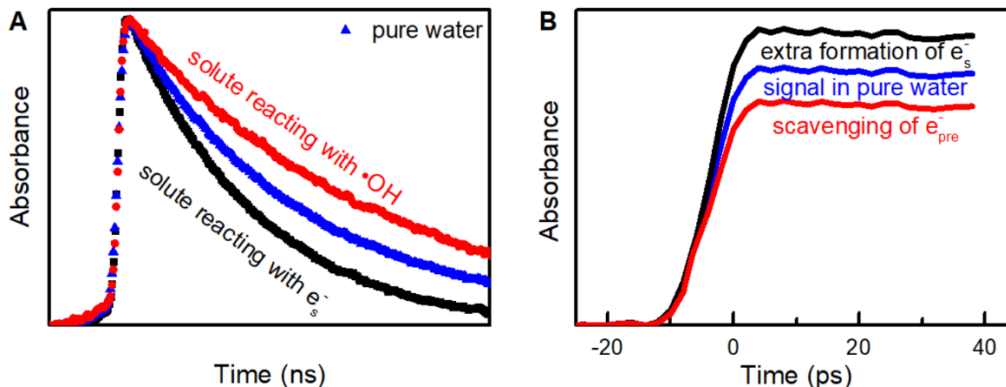 A
pure water
solute reacting with •OH
solute reacting with e⁻ₛ
Absorbance
Time (ns)
B
extra formation of e⁻ₛ
signal in pure water
scavenging of e⁻pre
Absorbance
-20 0 20 40
Time (ps)